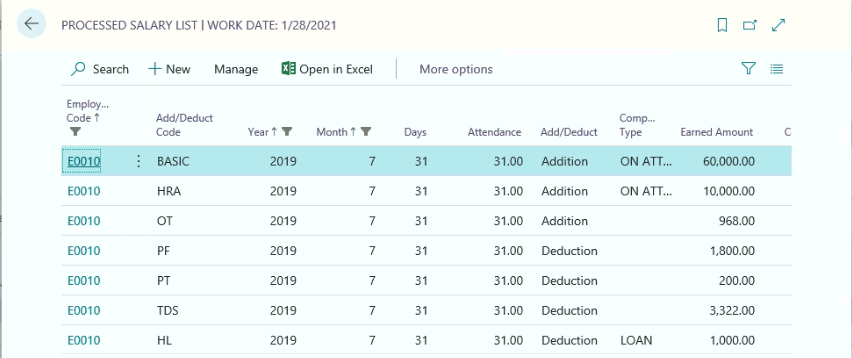 PROCESSED SALARY LIST | WORK DATE: 1/28/2021
Search New Manage Open in Excel More options
Employ... Code ↑ Add/Deduct Code Year ↑ Month ↑ Days Attendance Add/Deduct Comp... Type Earned Amount C
E0010 BASIC 2019 7 31 31.00 Addition ON ATT... 60,000.00
E0010 HRA 2019 7 31 31.00 Addition ON ATT... 10,000.00
E0010 OT 2019 7 31 31.00 Addition 968.00
E0010 PF 2019 7 31 31.00 Deduction 1,800.00
E0010 PT 2019 7 31 31.00 Deduction 200.00
E0010 TDS 2019 7 31 31.00 Deduction 3,322.00
E0010 HL 2019 7 31 31.00 Deduction LOAN 1,000.00